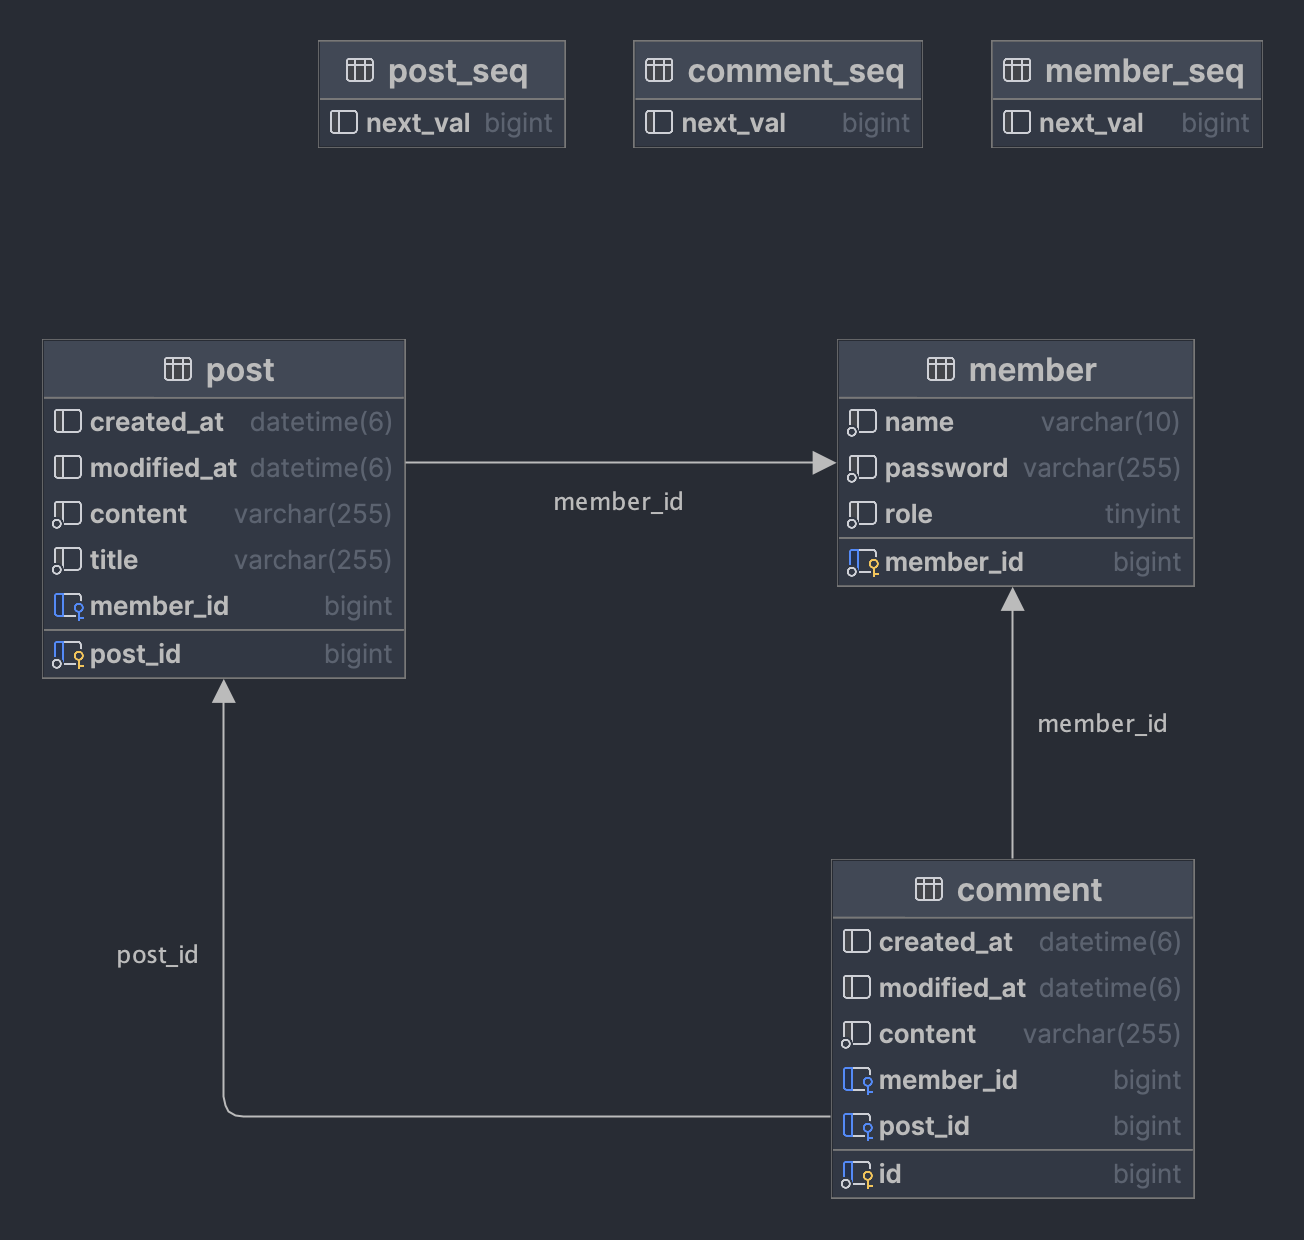 post_seq
next_val bigint
comment_seq
next_val bigint
member_seq
next_val bigint
post
created_at datetime(6)
modified_at datetime(6)
content varchar(255)
title varchar(255)
member_id bigint
post_id bigint
member_id
member
name varchar(10)
password varchar(255)
role tinyint
member_id bigint
member_id
post_id
comment
created_at datetime(6)
modified_at datetime(6)
content varchar(255)
member_id bigint
post_id bigint
id bigint